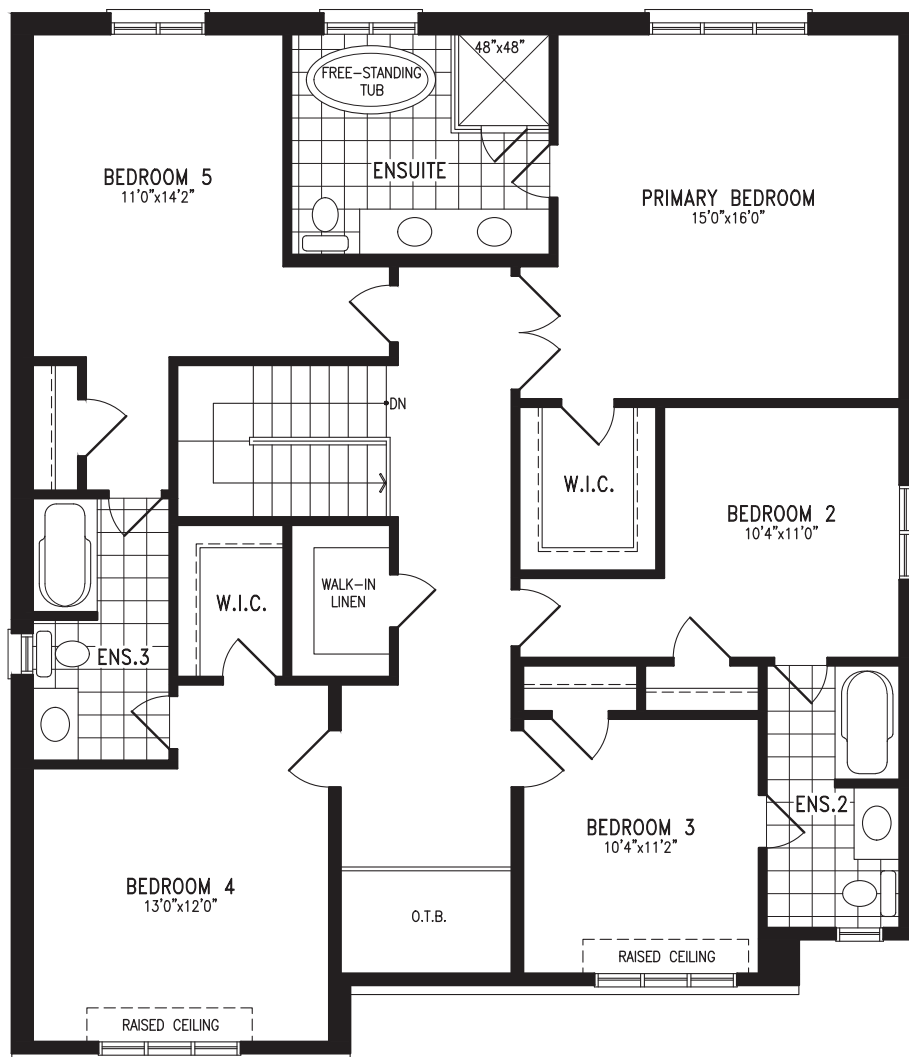 48"x48"
FREE-STANDING
TUB
ENSUITE
BEDROOM 5
11'0"x14'2"
PRIMARY BEDROOM
15'0"x16'0"
DN
W.I.C.
BEDROOM 2
10'4"x11'0"
WALK-IN
LINEN
W.I.C.
ENS.3
ENS.2
BEDROOM 3
10'4"x11'2"
BEDROOM 4
13'0"x12'0"
O.T.B.
RAISED CEILING
RAISED CEILING